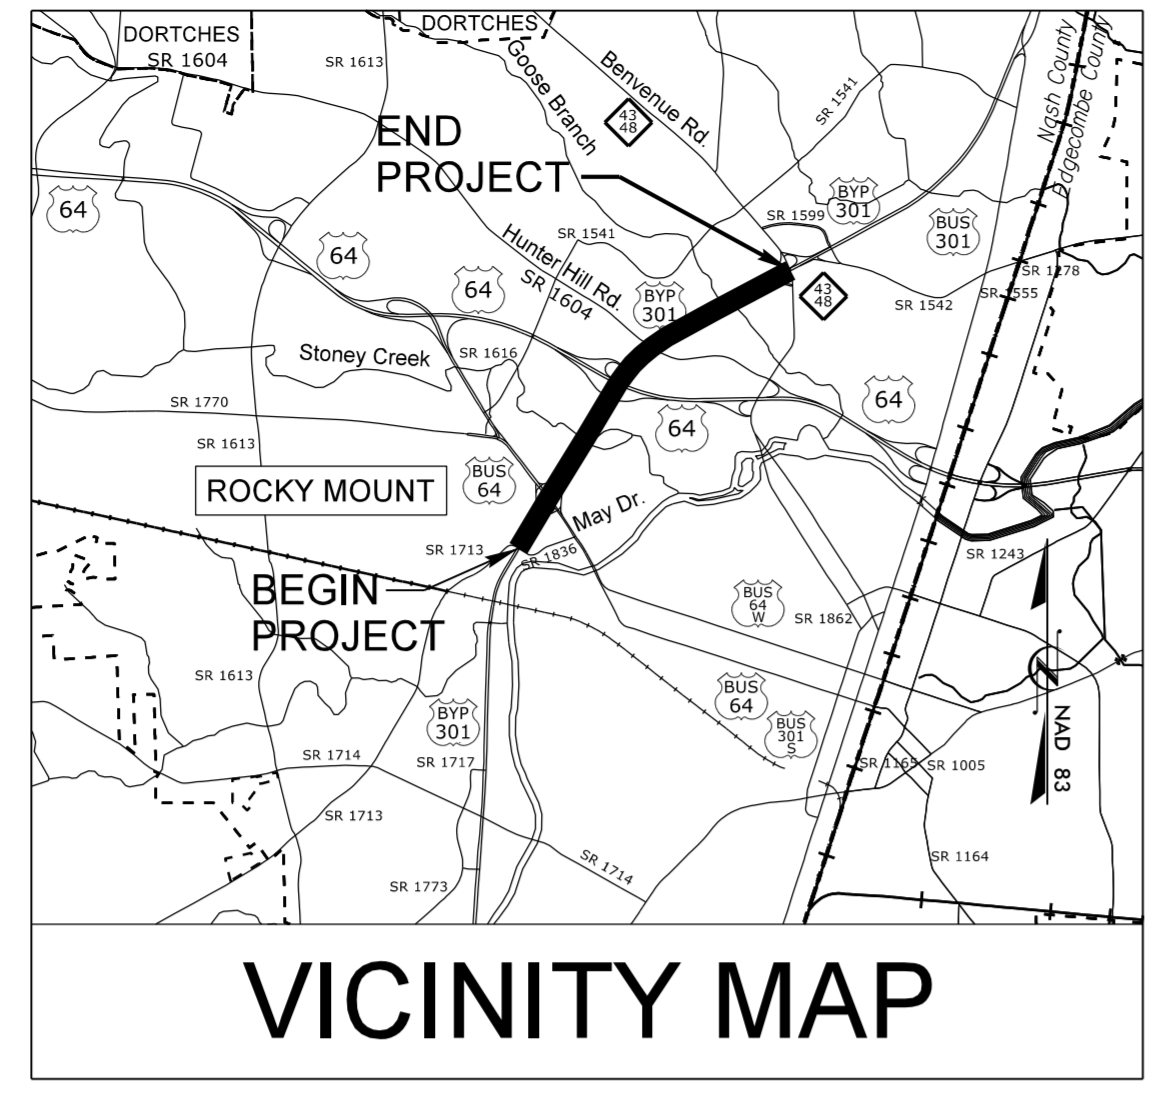 DORTCHES
SR 1604
SR 1613
DORTCHES
Goose Branch
Benvenue Rd.
43
48
SR 1541
Nash County
Edgecombe County
END
PROJECT
64
64
64
Hunter Hill Rd.
SR 1604
SR 1541
BYP
301
SR 1599
BYP
301
BUS
301
43
48
SR 1542
SR 1278
SR 1555
Stoney Creek
SR 1616
SR 1770
SR 1613
64
64
ROCKY MOUNT
BUS
64
May Dr.
SR 1713
SR 1836
BEGIN
PROJECT
SR 1243
BUS
64
W
SR 1862
SR 1613
BYP
301
BUS
64
BUS
301
S
N
NAD 83
SR 1714
SR 1717
SR 1165
SR 1005
SR 1713
SR 1714
SR 1773
SR 1164
VICINITY MAP